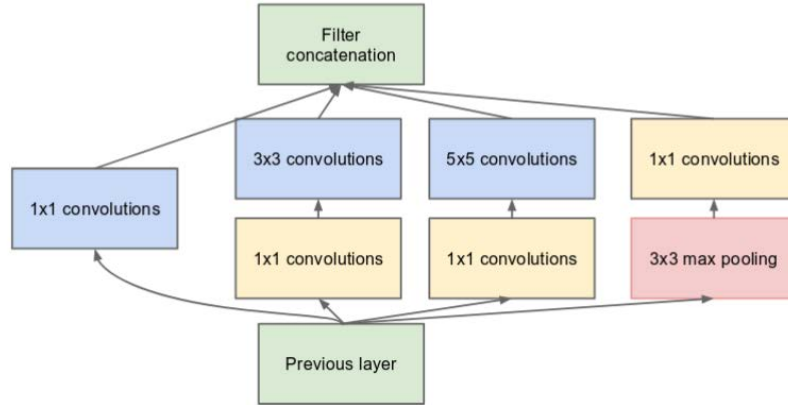 Filter
concatenation
3x3 convolutions
5x5 convolutions
1x1 convolutions
1x1 convolutions
1x1 convolutions
1x1 convolutions
3x3 max pooling
Previous layer